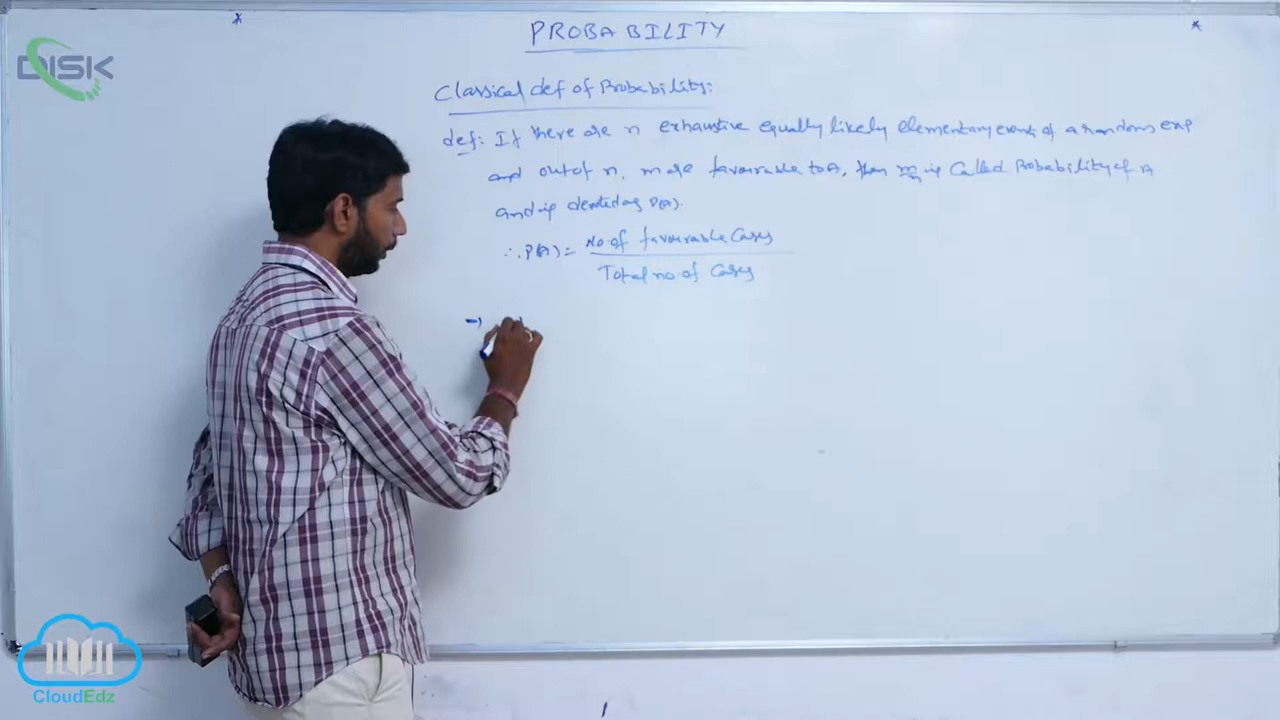 PROBABILITY
DISK
Classical def of Probability:
def: If there are n exhaustive equally likely elementary events of a random exp
and out of n, m are favourable to A, then m/n is Called Probability of A
and is denoted as P(A).
∴ P(A) = No. of favourable Cases
Total no. of Cases
CloudEdz